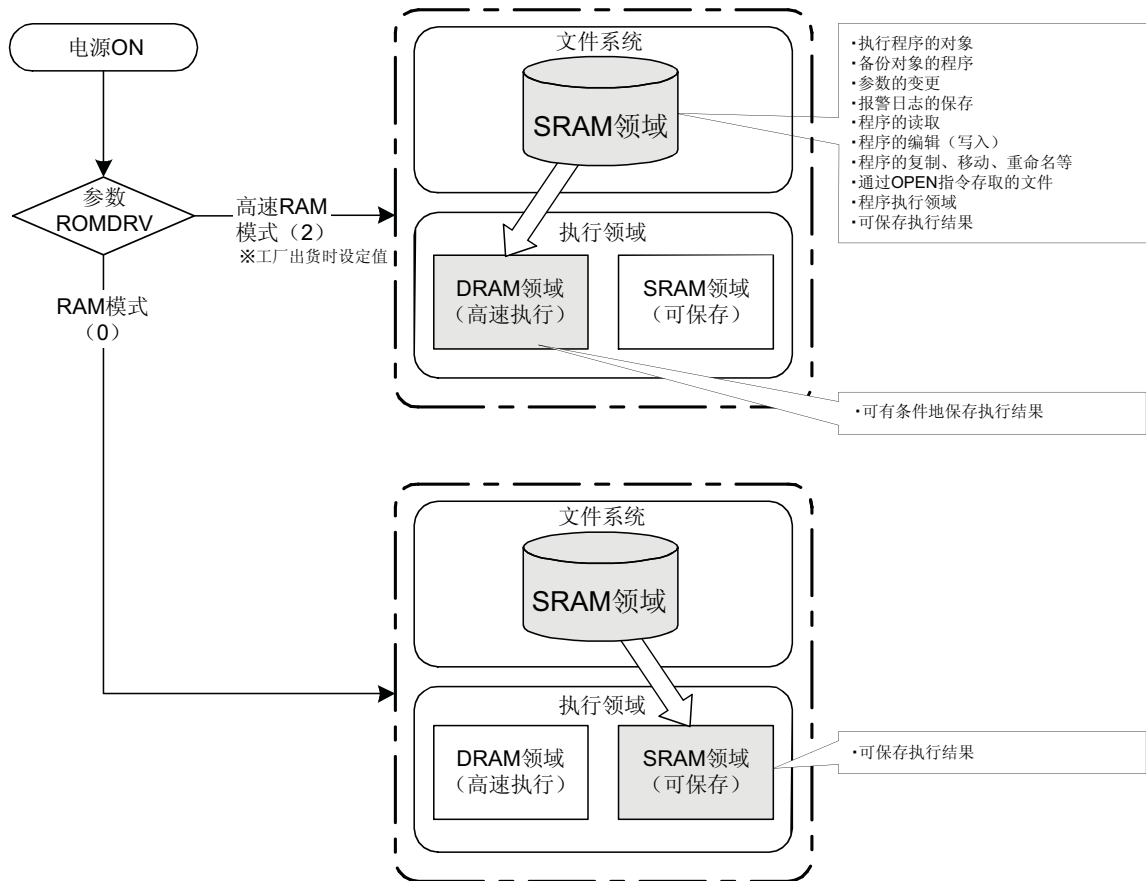 电源ON
参数
ROMDRV
高速RAM
模式（2）
※工厂出货时设定值
RAM模式
（0）
文件系统
SRAM领域
执行领域
DRAM领域
（高速执行）
SRAM领域
（可保存）
·执行程序的对象
·备份对象的程序
·参数的变更
·报警日志的保存
·程序的读取
·程序的编辑（写入）
·程序的复制、移动、重命名等
·通过OPEN指令存取的文件
·程序执行领域
·可保存执行结果
·可有条件地保存执行结果
文件系统
SRAM领域
执行领域
DRAM领域
（高速执行）
SRAM领域
（可保存）
·可保存执行结果